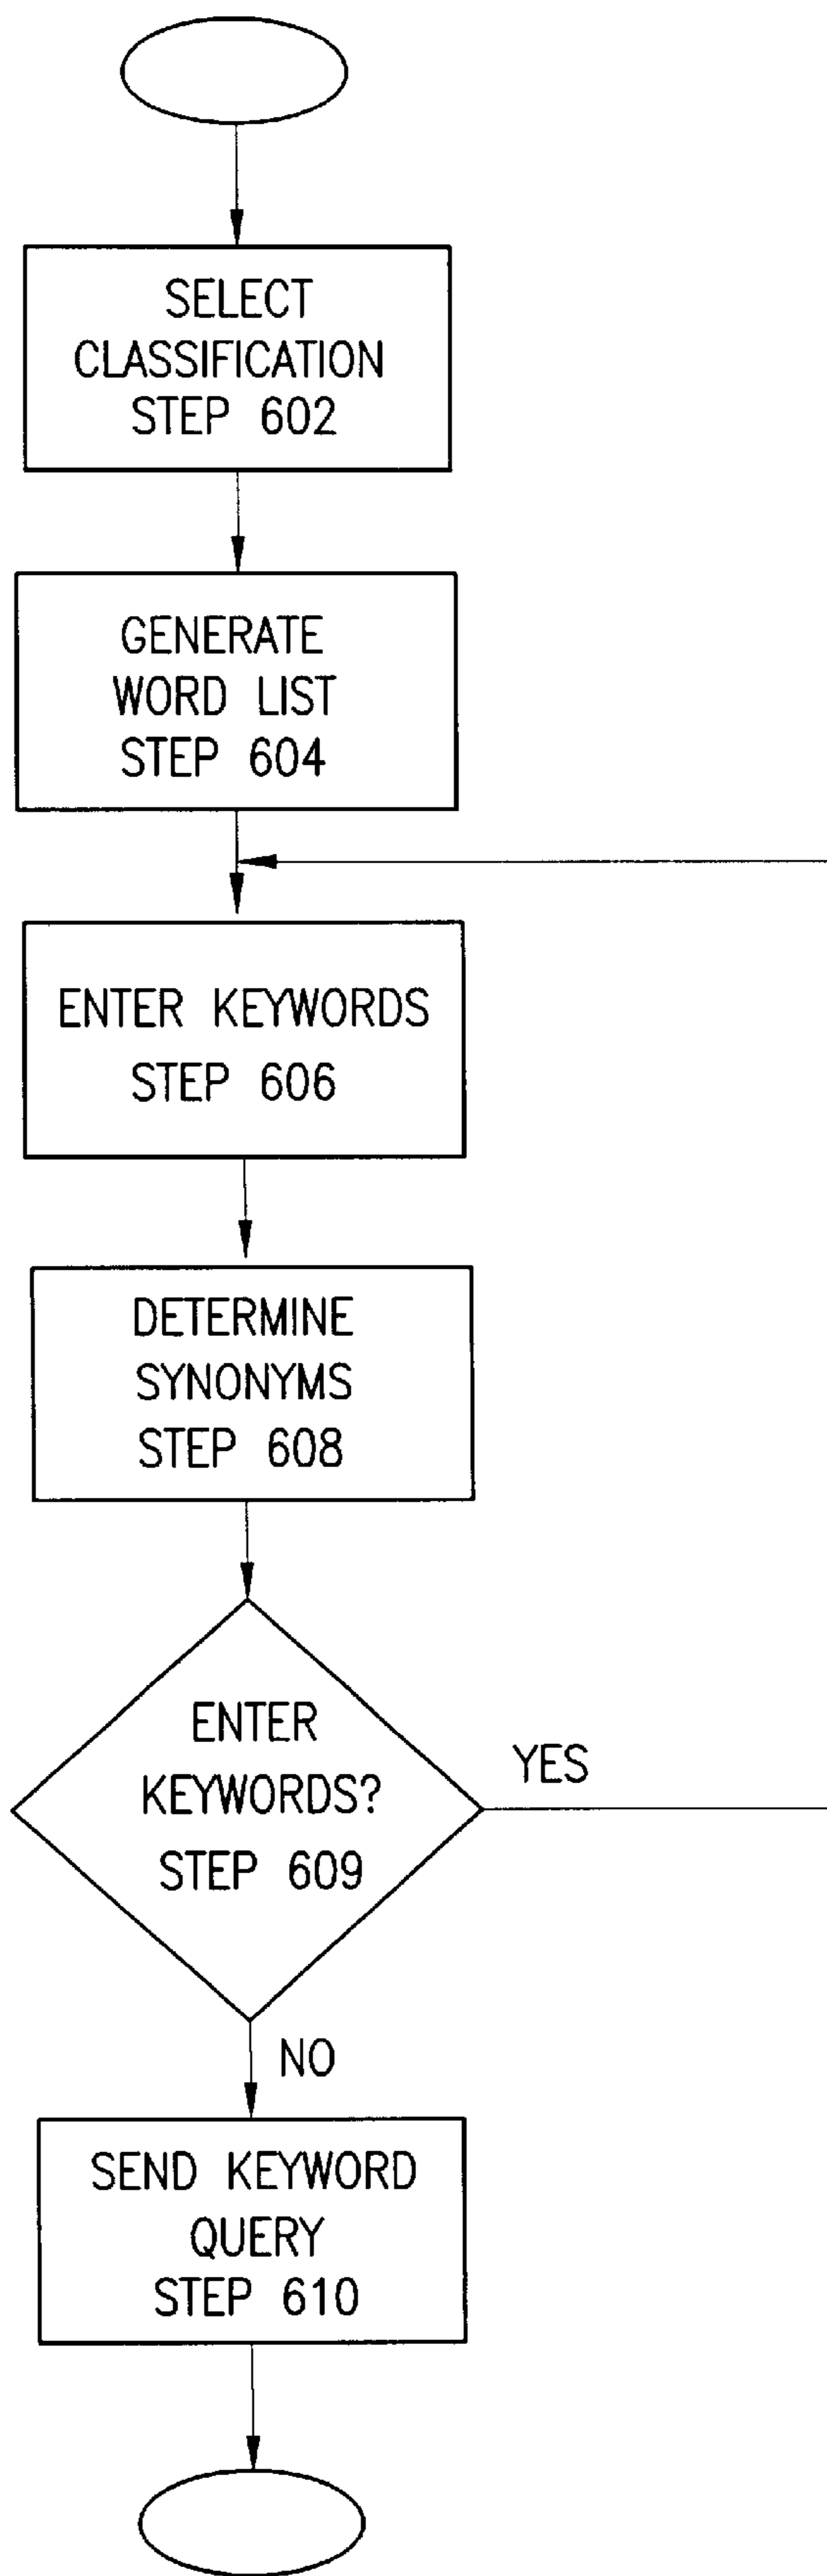 SELECT
CLASSIFICATION
STEP 602
GENERATE
WORD LIST
STEP 604
ENTER KEYWORDS
STEP 606
DETERMINE
SYNONYMS
STEP 608
ENTER
KEYWORDS?
STEP 609
YES
NO
SEND KEYWORD
QUERY
STEP 610